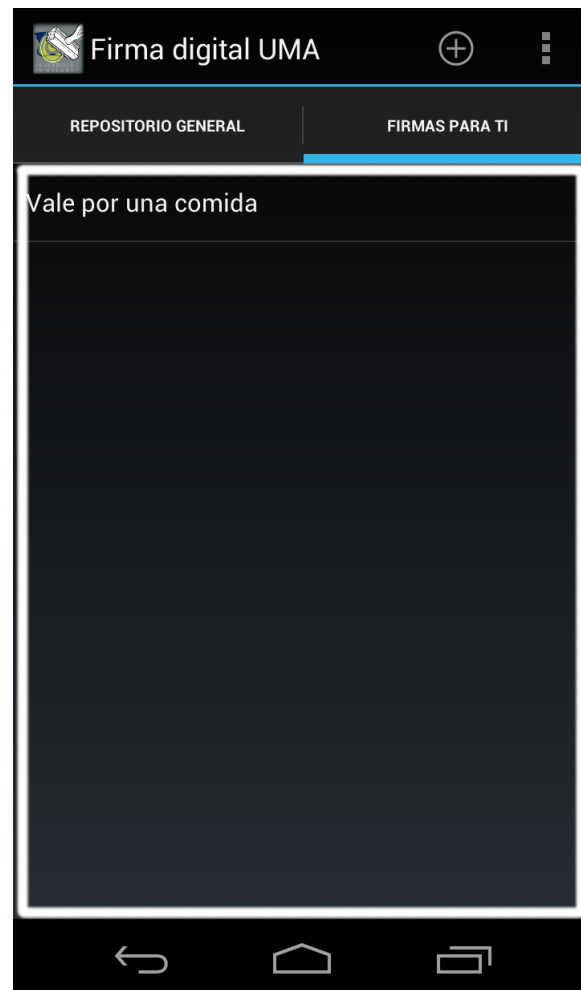 Firma digital UMA
REPOSITORIO GENERAL
FIRMAS PARA TI
Vale por una comida